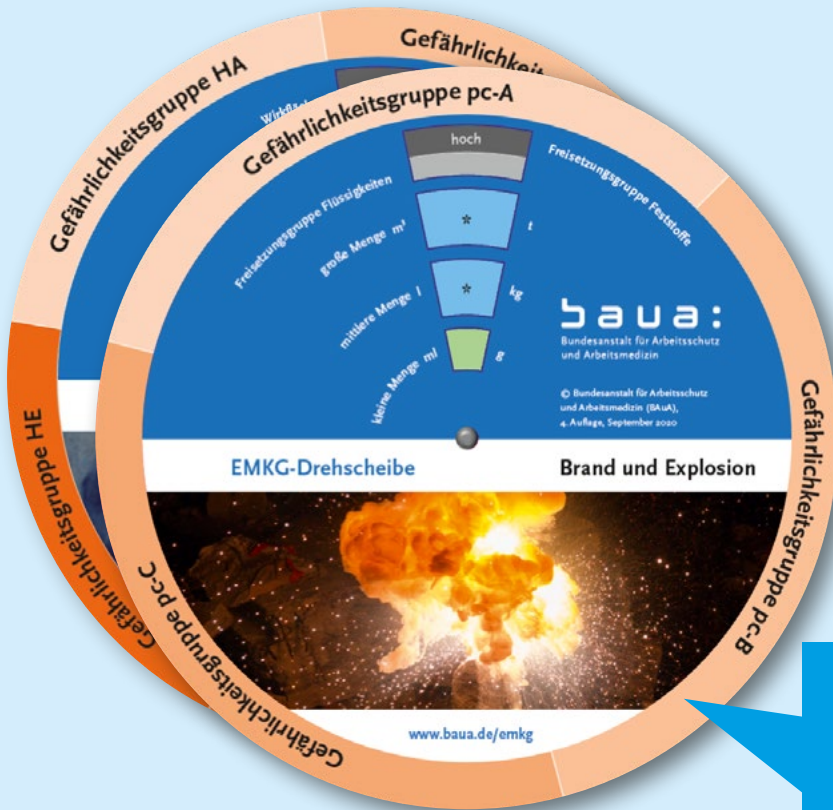 Gefährlichkeitsgruppe HA
Gefährlichkeit
Gefährlichkeitsgruppe HE
Gefährlichkeitsgruppe pc-A
hoch
Freisetzungsgruppe Flüssigkeiten
Freisetzungsgruppe Feststoffe
große Menge m³
*
t
mittlere Menge l
*
kg
kleine Menge ml
g
baua:
Bundesanstalt für Arbeitsschutz
und Arbeitsmedizin
© Bundesanstalt für Arbeitsschutz
und Arbeitsmedizin (BAuA),
4. Auflage, September 2020
EMKG-Drehscheibe
Brand und Explosion
Gefährlichkeitsgruppe pc-B
Gefährlichkeitsgruppe pc-C
www.baua.de/emkg